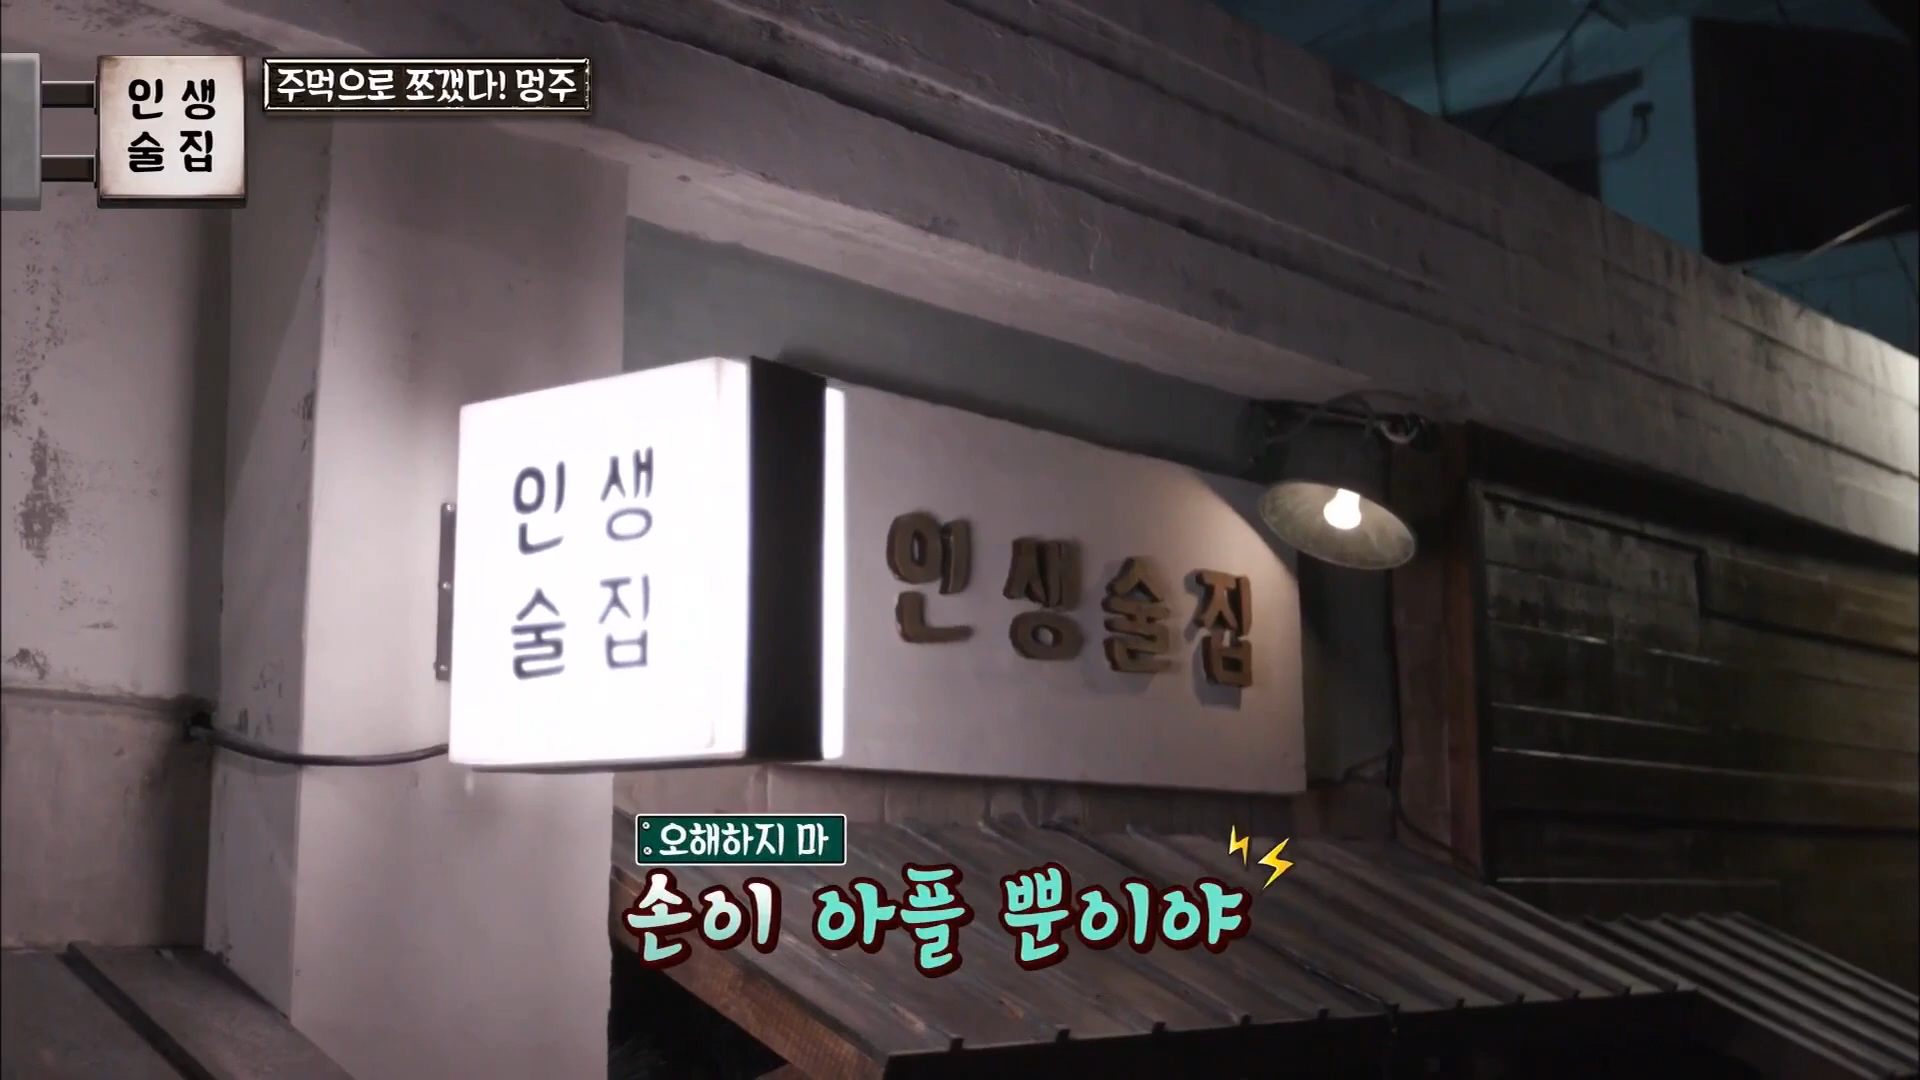 인생
술집
주먹으로 쪼갰다! 멍주
인생
술집
인생술집
오해하지 마
손이 아플 뿐이야